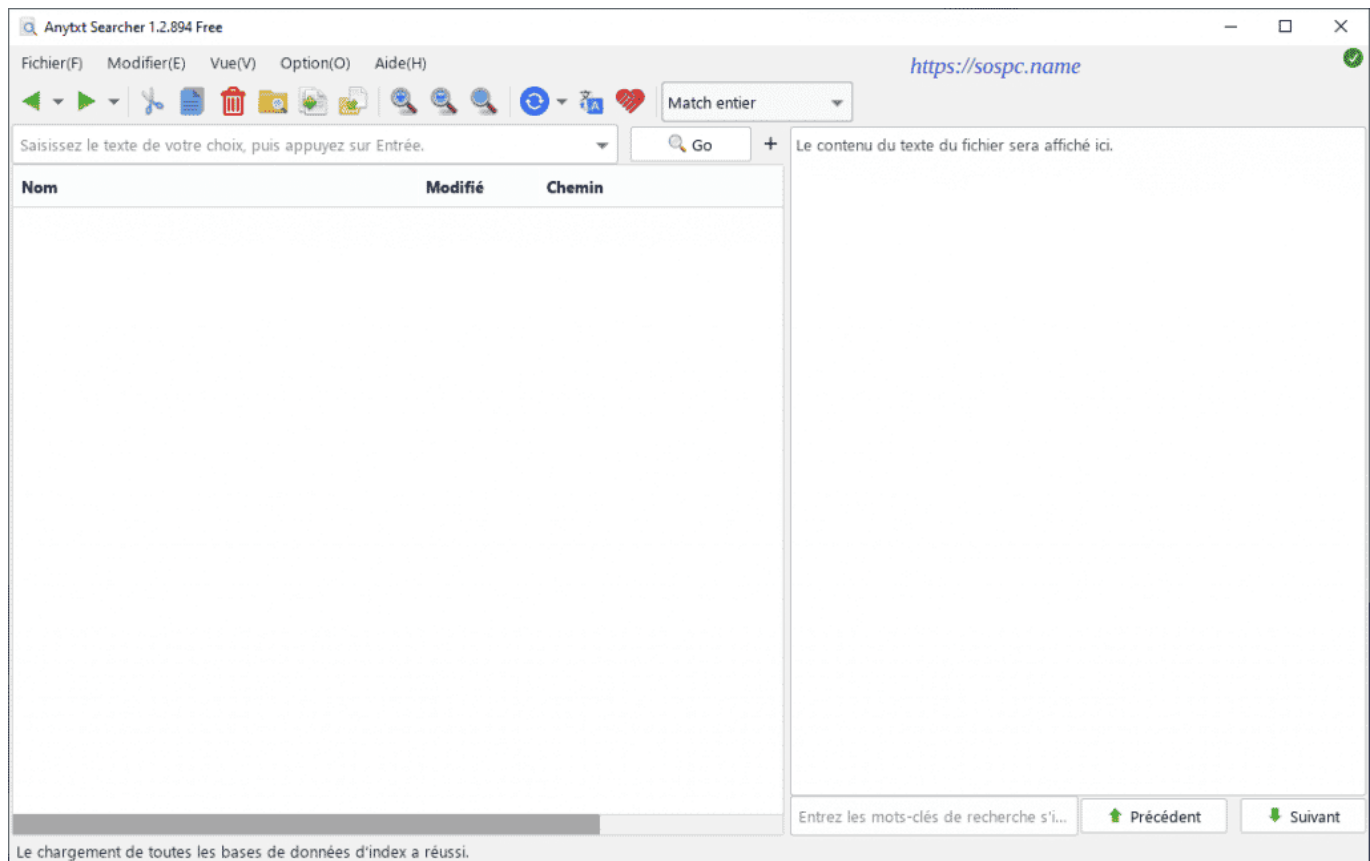 Anytxt Searcher 1.2.894 Free
Fichier(F) Modifier(E) Vue(V) Option(O) Aide(H)
https://sospc.name
Match entier
Saisissez le texte de votre choix, puis appuyez sur Entrée.
Go
+
Le contenu du texte du fichier sera affiché ici.
Nom Modifié Chemin
Entrez les mots-clés de recherche s'i...
Précédent
Suivant
Le chargement de toutes les bases de données d'index a réussi.